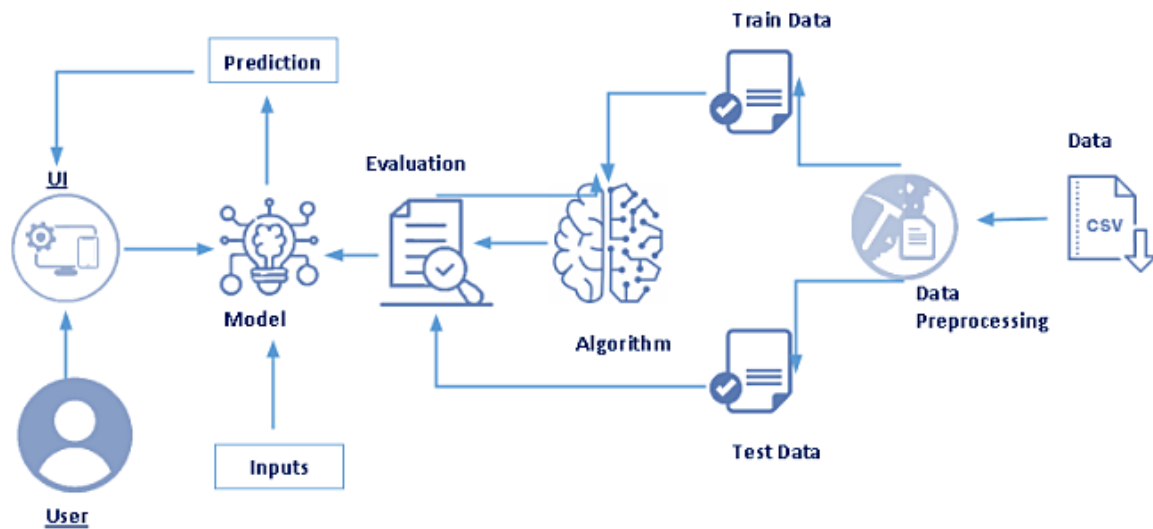 Train Data
Prediction
Data
Evaluation
UI
CSV
Data
Preprocessing
Model
Algorithm
Test Data
Inputs
User